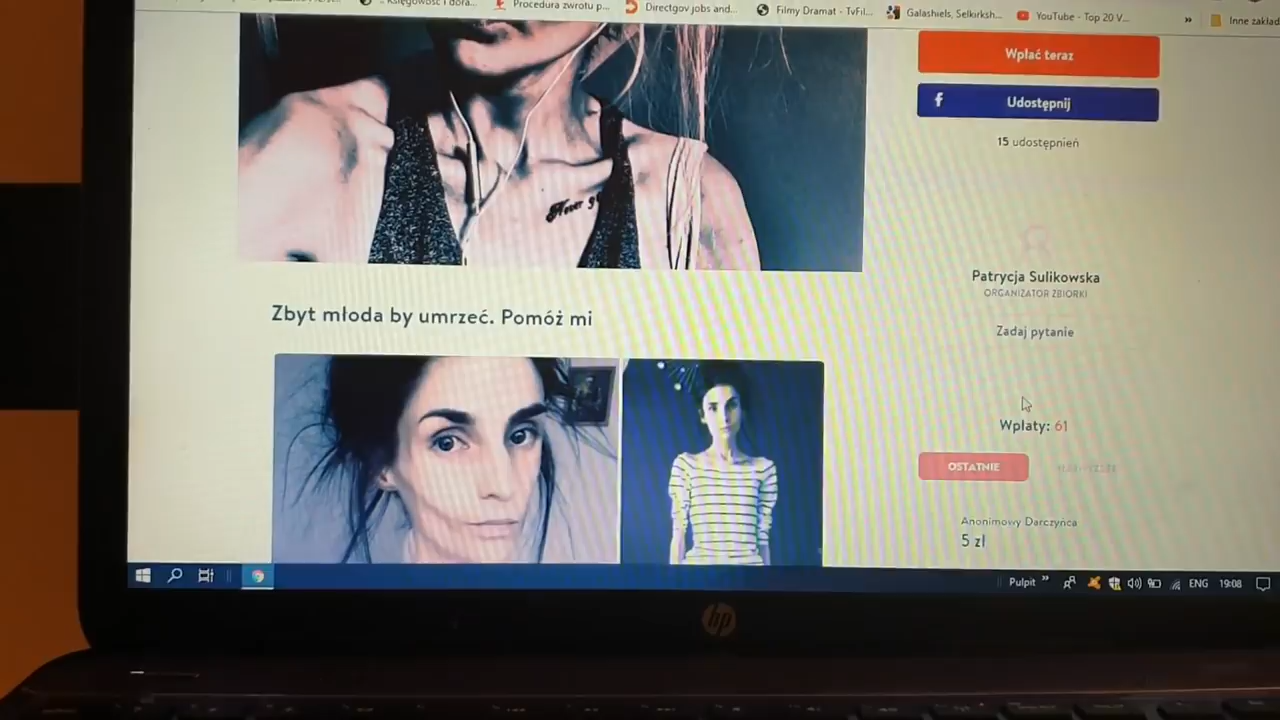 Procedura zwrotu p...
Directgov jobs and...
Filmy Dramat - TvFil...
Galashiels, Selkirksh...
YouTube - Top 20 V...
»
Inne zakład
Wpłać teraz
f Udostępnij
15 udostępnień
Never
Patrycja Sulikowska
ORGANIZATOR ZBIÓRKI
Zbyt młoda by umrzeć. Pomóż mi
Zadaj pytanie
Wpłaty: 61
OSTATNIE
Anonimowy Darczyńca
5 zł
Pulpit »
ENG
19:08
hp